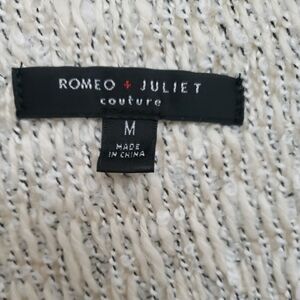 ROMEO + JULIET
couture
M
MADE
IN CHINA